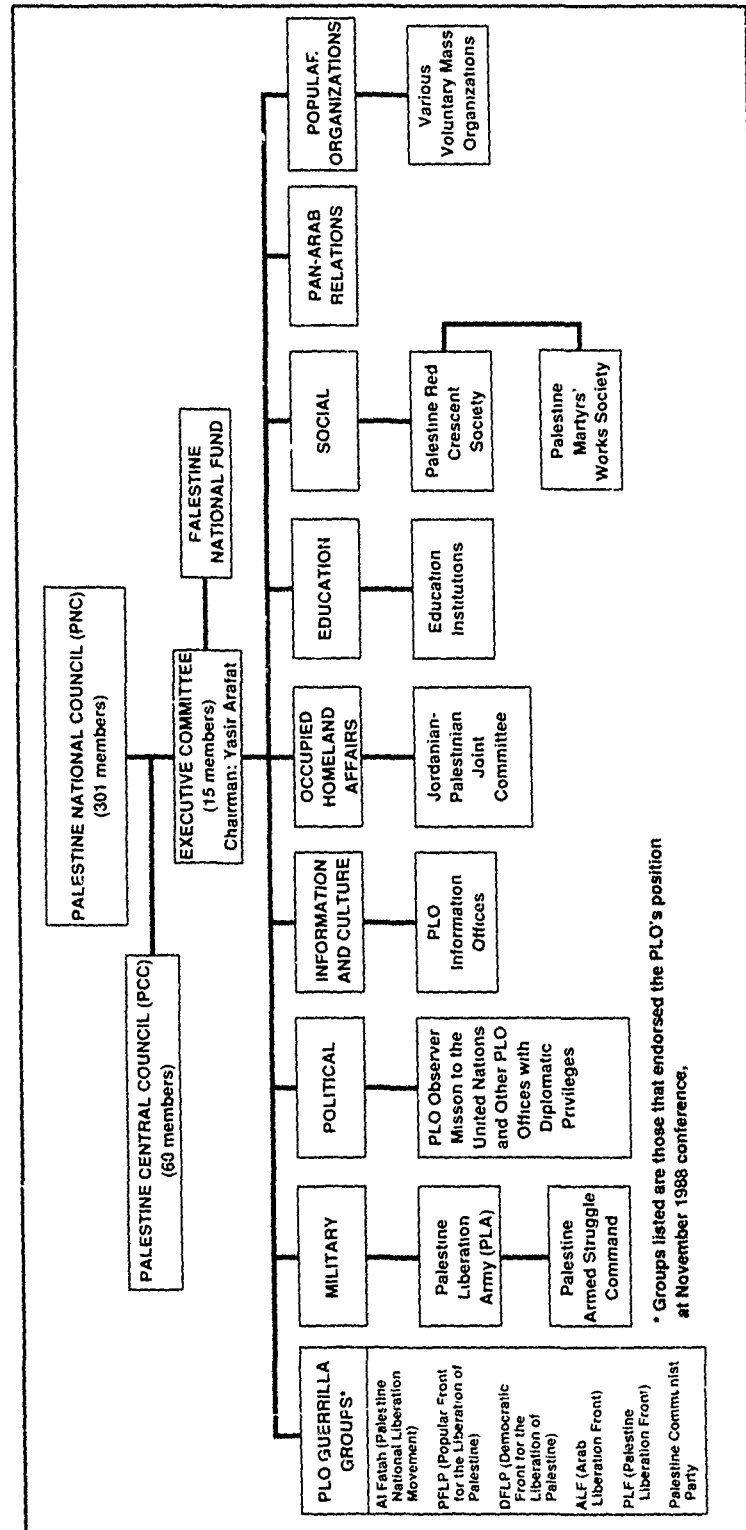 PALESTINE NATIONAL COUNCIL (PNC)
(301 members)
PALESTINE CENTRAL COUNCIL (PCC)
(60 members)
EXECUTIVE COMMITTEE
(15 members)
Chairman: Yasir Arafat
PALESTINE
NATIONAL FUND
PLO GUERRILLA
GROUPS*
Al Fatah (Palestine
National Liberation
Movement)
PFLP (Popular Front
for the Liberation of
Palestine)
DFLP (Democratic
Front for the
Liberation of
Palestine)
ALF (Arab
Liberation Front)
PLF (Palestine
Liberation Front)
Palestine Communist
Party
MILITARY
Palestine
Liberation
Army (PLA)
Palestine
Armed Struggle
Command
POLITICAL
PLO Observer
Misson to the
United Nations
and Other PLO
Offices with
Diplomatic
Privileges
INFORMATION
AND CULTURE
PLO
Information
Offices
OCCUPIED
HOMELAND
AFFAIRS
Jordanian-
Palestinian
Joint
Committee
EDUCATION
Education
Institutions
SOCIAL
Palestine Red
Crescent
Society
Palestine
Martyrs'
Works Society
PAN-ARAB
RELATIONS
POPULAR
ORGANIZATIONS
Various
Voluntary Mass
Organizations
* Groups listed are those that endorsed the PLO's position
at November 1988 conference,